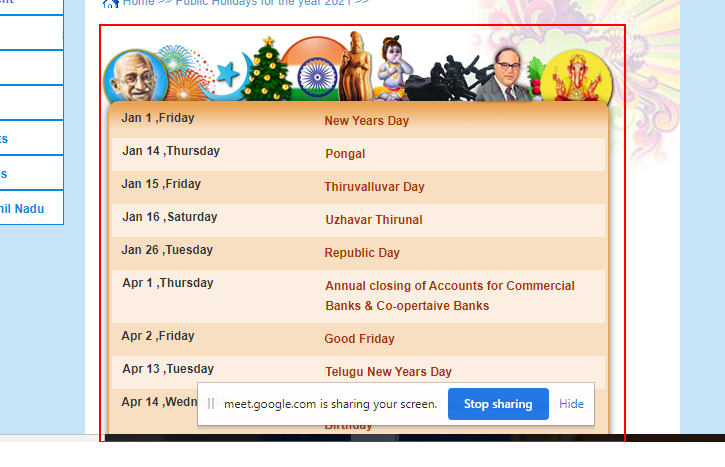 Home >> Public Holidays for the year 2021 >>
Jan 1 ,Friday New Years Day
Jan 14 ,Thursday Pongal
Jan 15 ,Friday Thiruvalluvar Day
ts
Jan 16 ,Saturday Uzhavar Thirunal
s
hil Nadu
Jan 26 ,Tuesday Republic Day
Apr 1 ,Thursday Annual closing of Accounts for Commercial
Banks & Co-opertaive Banks
Apr 2 ,Friday Good Friday
Apr 13 ,Tuesday Telugu New Years Day
Apr 14 ,Wedn
meet.google.com is sharing your screen. Stop sharing Hide
Birthday